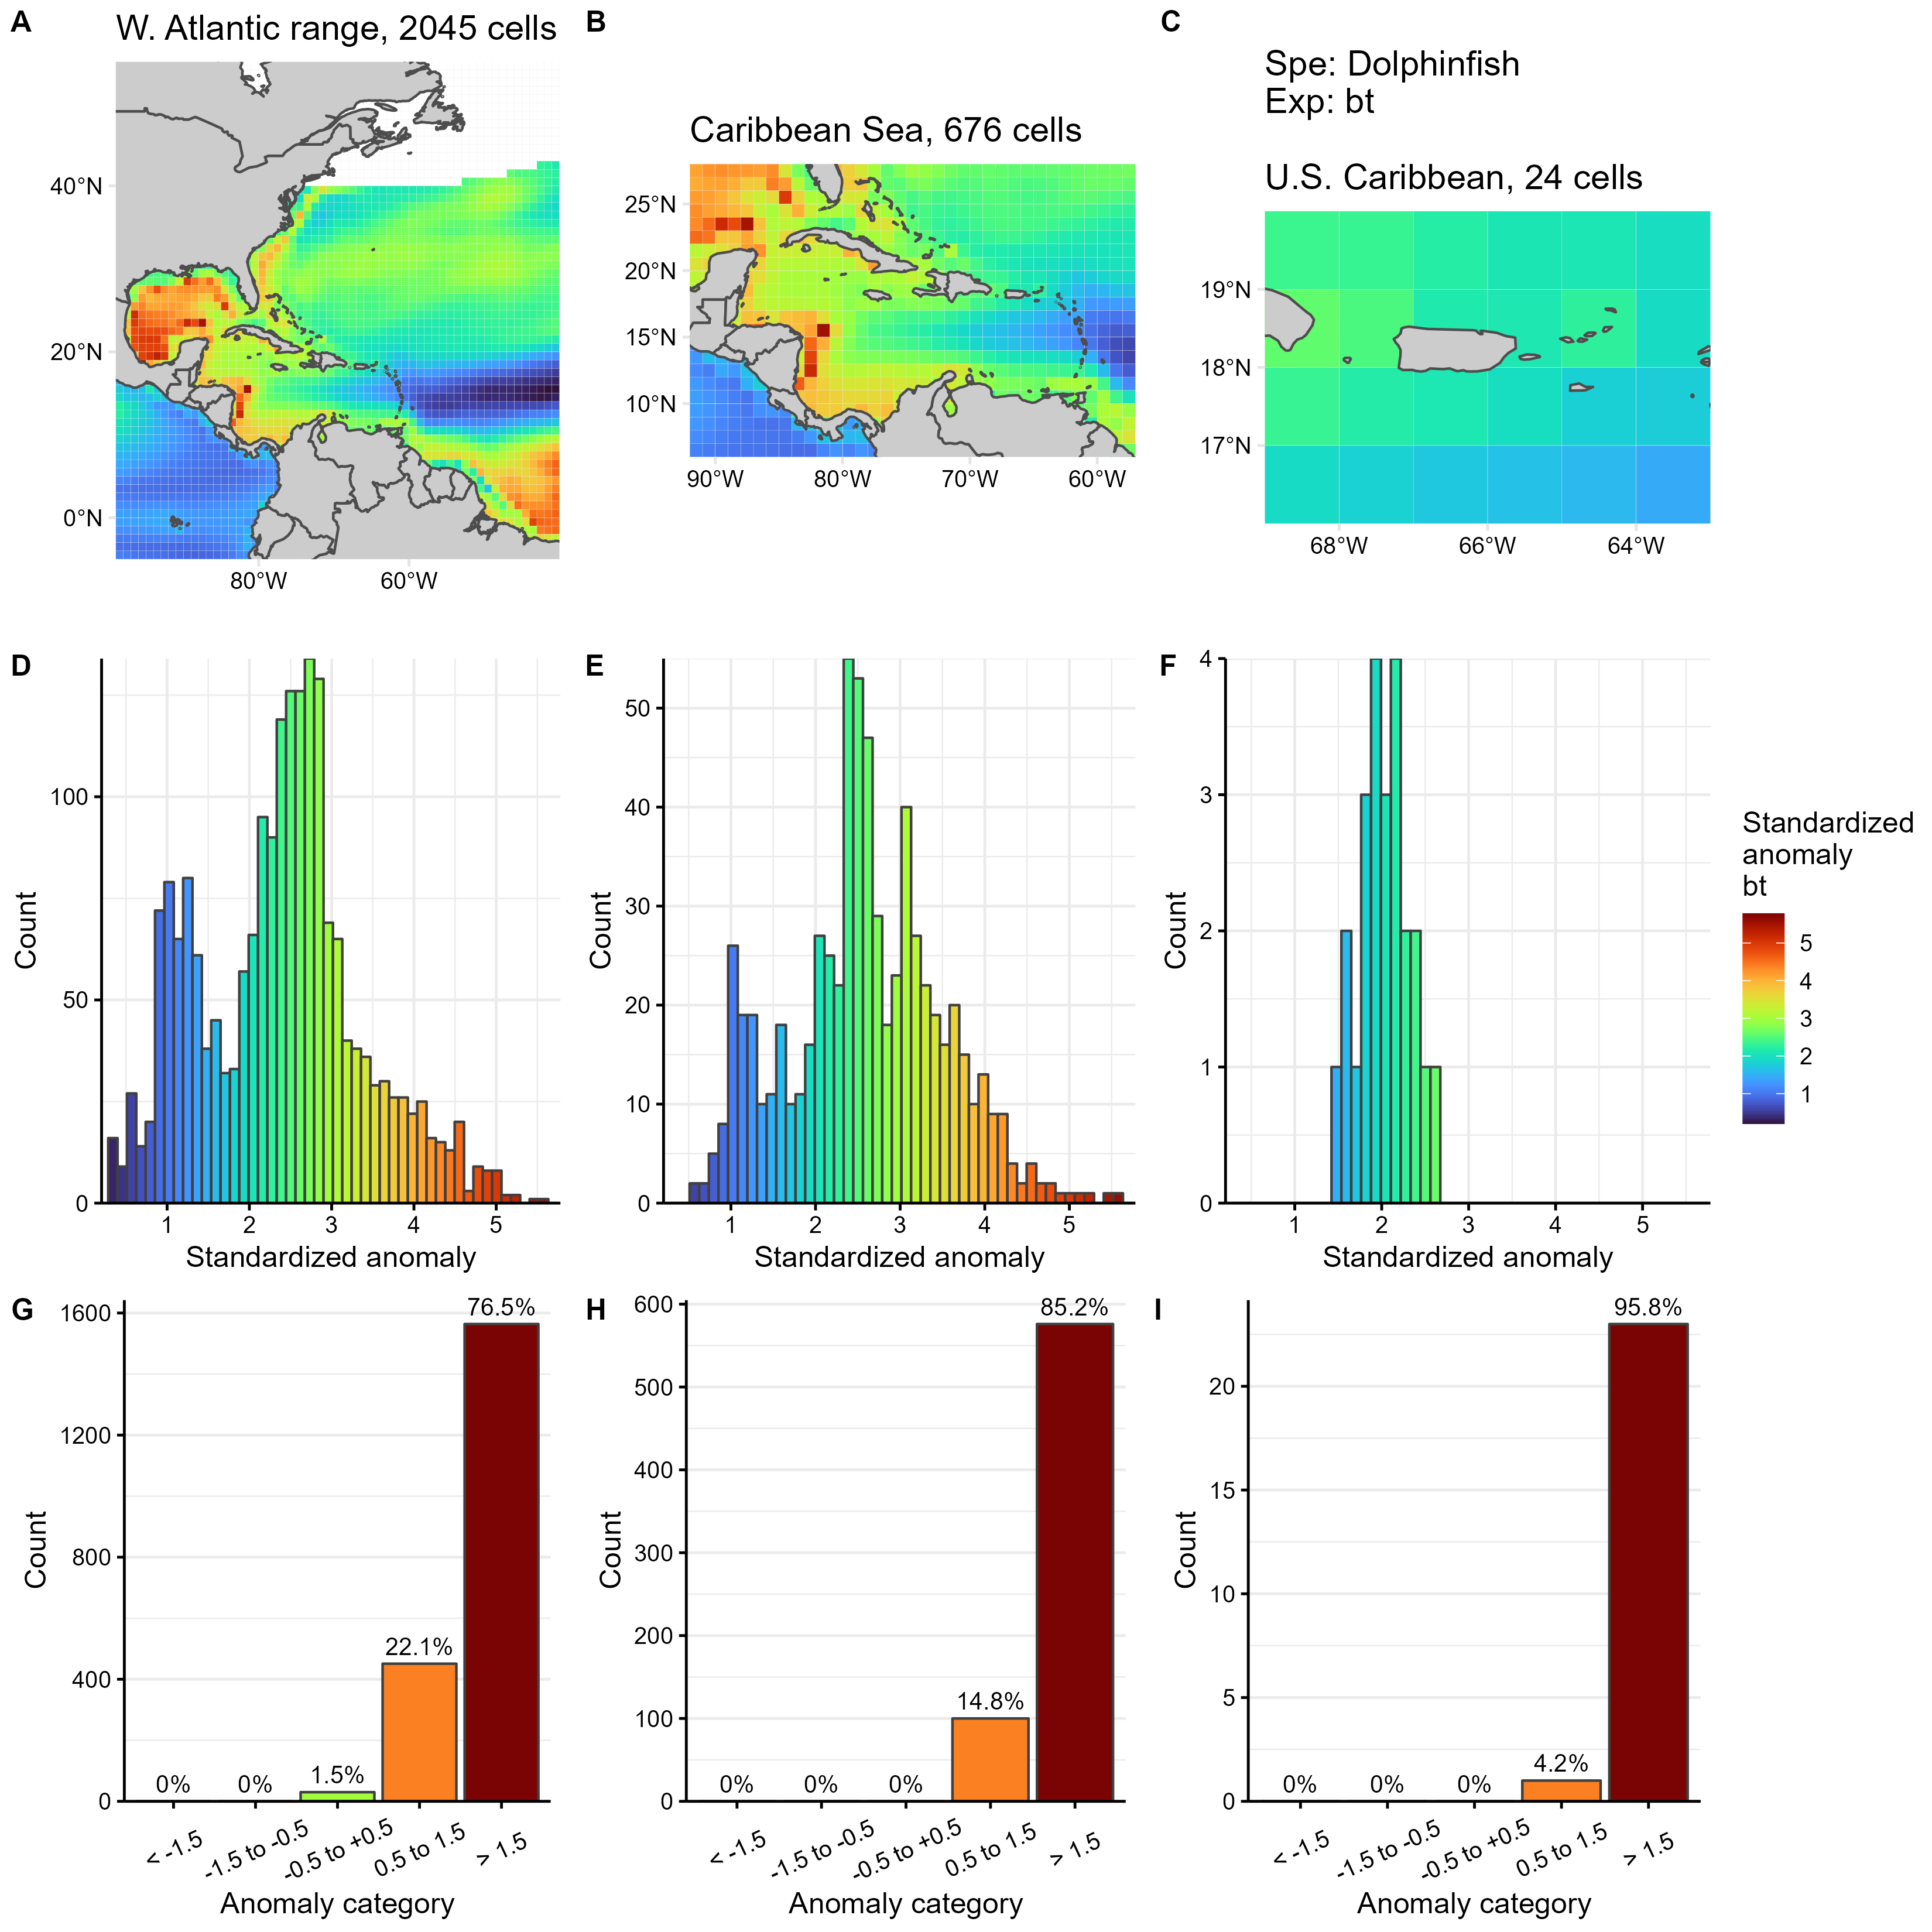 A
W. Atlantic range, 2045 cells
40°N
20°N
0°N
80°W
60°W
B
Caribbean Sea, 676 cells
25°N
20°N
15°N
10°N
90°W
80°W
70°W
60°W
C
Spe: Dolphinfish
Exp: bt
U.S. Caribbean, 24 cells
19°N
18°N
17°N
68°W
66°W
64°W
D
Count
100
50
0
1
2
3
4
5
Standardized anomaly
E
Count
50
40
30
20
10
0
1
2
3
4
5
Standardized anomaly
F
Count
4
3
2
1
0
1
2
3
4
5
Standardized anomaly
Standardized
anomaly
bt
5
4
3
2
1
G
Count
1600
1200
800
400
0
0%
0%
1.5%
22.1%
76.5%
< -1.5
-1.5 to -0.5
-0.5 to +0.5
0.5 to 1.5
> 1.5
Anomaly category
H
Count
600
500
400
300
200
100
0
0%
0%
0%
14.8%
85.2%
< -1.5
-1.5 to -0.5
-0.5 to +0.5
0.5 to 1.5
> 1.5
Anomaly category
I
Count
20
15
10
5
0
0%
0%
0%
4.2%
95.8%
< -1.5
-1.5 to -0.5
-0.5 to +0.5
0.5 to 1.5
> 1.5
Anomaly category